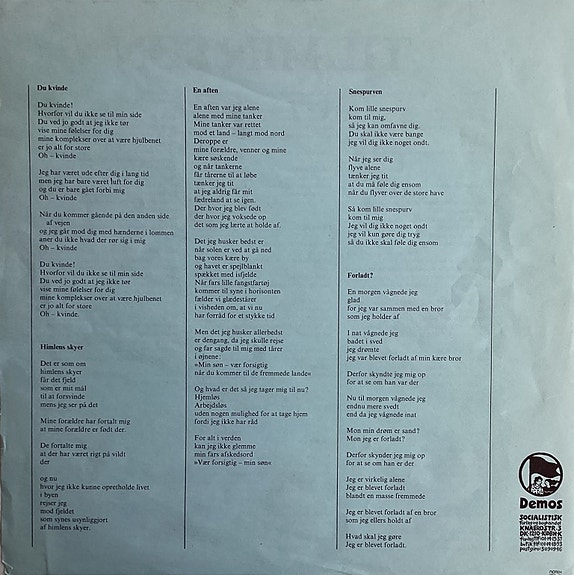 Du kvinde
Du kvinde!
Hvorfor vil du ikke se til min side
Du ved jo godt at jeg ikke tør
vise mine følelser for dig
mine komplekser over at være hjulbenet
er jo alt for store
Oh – kvinde
Jeg har været ude efter dig i lang tid
men jeg har bare været luft for dig
og du er bare gået forbi mig
Oh – kvinde
Når du kommer gående på den anden side
af vejen
og jeg går mod dig med hænderne i lommen
aner du ikke hvad der rør sig i mig
Oh – kvinde
Du kvinde!
Hvorfor vil du ikke se til min side
Du ved jo godt at jeg ikke tør
vise mine følelser for dig
mine komplekser over at være hjulbenet
er jo alt for store
Oh – kvinde.
Himlens skyer
Det er som om
himlens skyer
får det fjeld
som er mit mål
til at forsvinde
mens jeg ser på det
Mine forældre har fortalt mig
at mine forældre er født der.
De fortalte mig
at der har været rigt på vildt
der
og nu
hvor jeg ikke kunne opretholde livet
i byen
rejser jeg
mod fjeldet
som synes usynliggjort
af himlens skyer.
En aften
En aften var jeg alene
alene med mine tanker
Mine tanker var rettet
mod et land – langt mod nord
Deroppe er
mine forældre, venner og mine
kære søskende
og når tankerne
får tårerne til at løbe
tænker jeg tit
at jeg aldrig får mit
fædreland at se igen.
Der hvor jeg blev født
der hvor jeg voksede op
det som jeg lærte at holde af.
Det jeg husker bedst er
når solen er ved at gå ned
bag vores kære by
og havet er spejlblankt
spækket med isfjelde
Når fars lille fangstfartøj
kommer til syne i horisonten
fælder vi glædestårer
i visheden om, at vi nu
har forråd for et stykke tid
Men det jeg husker allerbedst
er dengang, da jeg skulle rejse
og far sagde til mig med tårer
i øjnene:
»Min søn – vær forsigtig
når du kommer til de fremmede lande«
Og hvad er det så jeg tager mig til nu?
Hjemløs
Arbejdsløs
uden nogen mulighed for at tage hjem
fordi jeg ikke har råd
For alt i verden
kan jeg ikke glemme
min fars afskedsord
»Vær forsigtig – min søn«
Snespurven
Kom lille snespurv
kom til mig,
så jeg kan omfavne dig.
Du skal ikke være bange
jeg vil dig ikke noget ondt.
Når jeg ser dig
flyve alene
tænker jeg tit
at du må føle dig ensom
når du flyver over de store have
Så kom lille snespurv
kom til mig
Jeg vil dig ikke noget ondt
jeg vil kun gøre dig tryg
så du ikke skal føle dig ensom
Forladt?
En morgen vågnede jeg
glad
for jeg var sammen med en bror
som jeg holder af
I nat vågnede jeg
badet i sved
jeg drømte
jeg var blevet forladt af min kære bror
Derfor skyndte jeg mig op
for at se om han var der
Nu til morgen vågnede jeg
endnu mere svedt
end da jeg vågnede inat
Mon min drøm er sand?
Mon jeg er forladt?
Derfor skynder jeg mig op
for at se om han er der
Jeg er virkelig alene
Jeg er blevet forladt
blandt en masse fremmede
Jeg er blevet forladt af en bror
som jeg ellers holdt af
Hvad skal jeg gøre
Jeg er blevet forladt.
Demos
SOCIALISTISK
forlag og boghandel